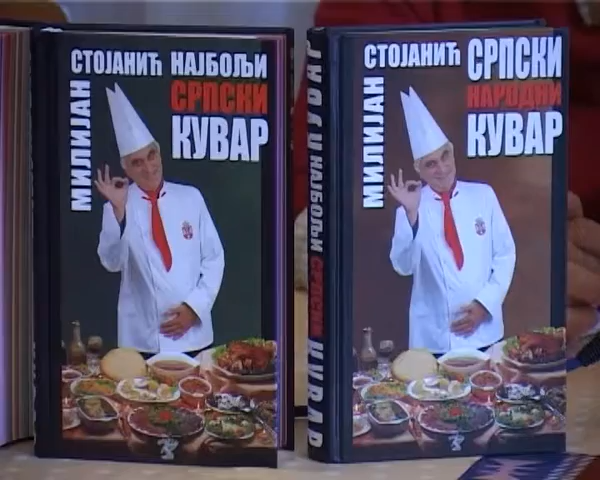 МИЛИЈАН
СТОЈАНИЋ НАЈБОЉИ
СРПСКИ
КУВАР
НАЈБОЉИ СРПСКИ КУВАР
МИЛИЈАН
СТОЈАНИЋ СРПСКИ
НАРОДНИ
КУВАР